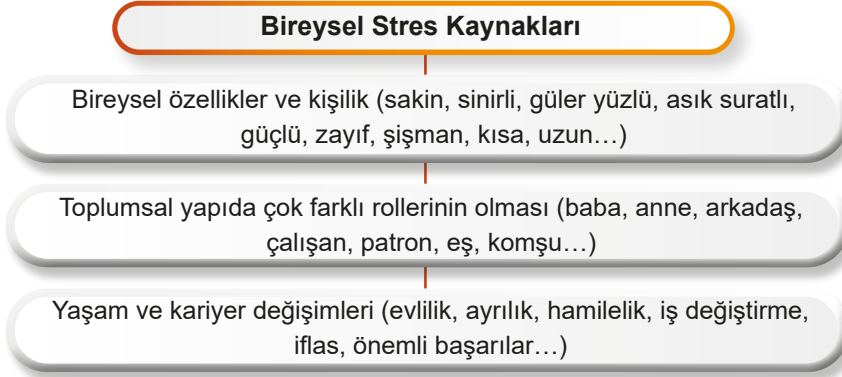 Bireysel Stres Kaynakları
Bireysel özellikler ve kişilik (sakin, sinirli, güler yüzlü, asık suratlı,
güçlü, zayıf, şişman, kısa, uzun…)
Toplumsal yapıda çok farklı rollerinin olması (baba, anne, arkadaş,
çalışan, patron, eş, komşu…)
Yaşam ve kariyer değişimleri (evlilik, ayrılık, hamilelik, iş değiştirme,
iflas, önemli başarılar…)